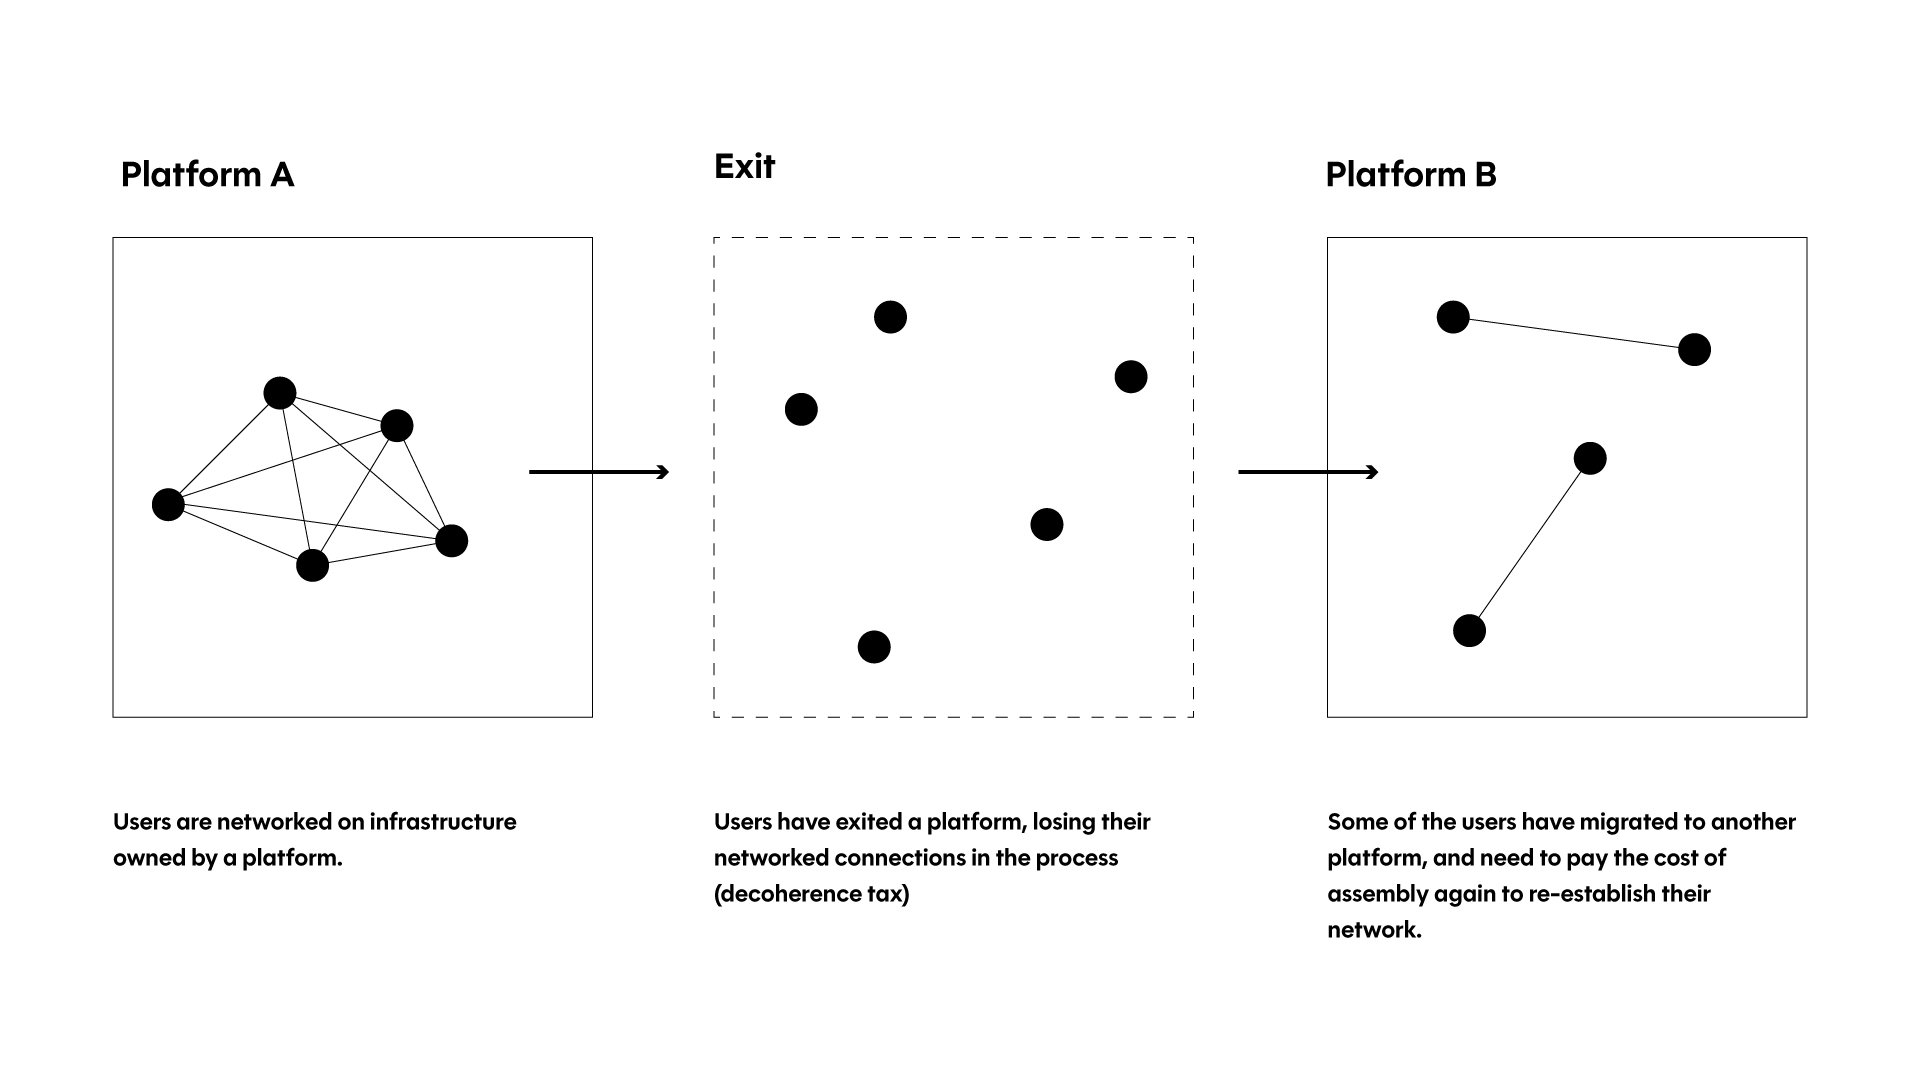 Platform A
Users are networked on infrastructure
owned by a platform.
Exit
Users have exited a platform, losing their
networked connections in the process
(decoherence tax)
Platform B
Some of the users have migrated to another
platform, and need to pay the cost of
assembly again to re-establish their
network.